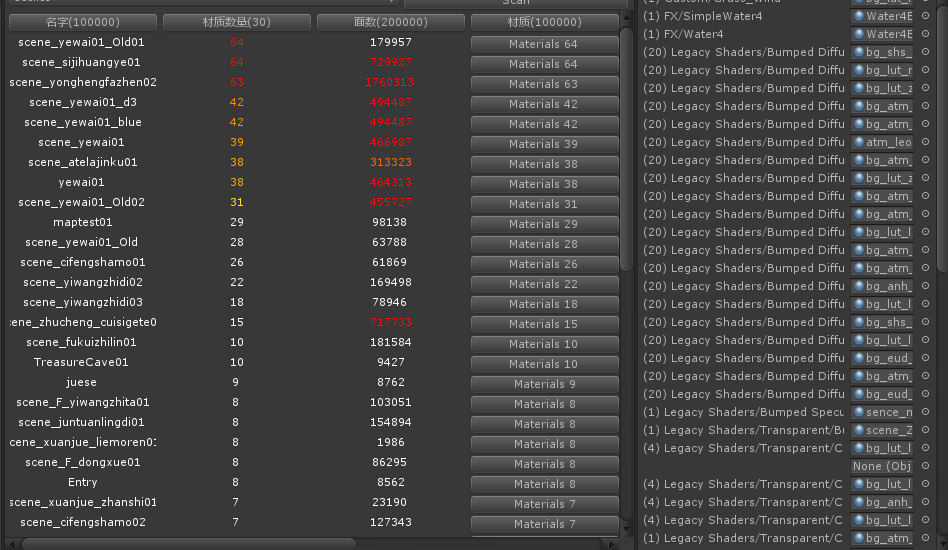 Scan
名字(100000) 材质数量(30) 面数(200000) 材质(100000)
scene_yewai01_Old01 64 179957 Materials 64
scene_sijihuangye01 64 729927 Materials 64
scene_yonghengfazhen02 63 1760313 Materials 63
scene_yewai01_d3 42 494487 Materials 42
scene_yewai01_blue 42 494487 Materials 42
scene_yewai01 39 466987 Materials 39
scene_atelajinku01 38 313323 Materials 38
yewai01 38 464313 Materials 38
scene_yewai01_Old02 31 455727 Materials 31
maptest01 29 98138 Materials 29
scene_yewai01_Old 28 63788 Materials 28
scene_cifengshamo01 26 61869 Materials 26
scene_yiwangzhidi02 22 169498 Materials 22
scene_yiwangzhidi03 18 78946 Materials 18
cene_zhucheng_cuisigete0 15 717733 Materials 15
scene_fukuizhilin01 10 181584 Materials 10
TreasureCave01 10 9427 Materials 10
juese 9 8762 Materials 9
scene_F_yiwangzhita01 8 103051 Materials 8
scene_juntuanlingdi01 8 154894 Materials 8
scene_xuanjue_liemoren01 8 1986 Materials 8
scene_F_dongxue01 8 86295 Materials 8
Entry 8 8562 Materials 8
scene_xuanjue_zhanshi01 7 23190 Materials 7
scene_cifengshamo02 7 127343 Materials 7
(1) FX/SimpleWater4 Water4E
(1) FX/Water4 Water4E
(20) Legacy Shaders/Bumped Diffu bg_shs_
(20) Legacy Shaders/Bumped Diffu bg_lut_r
(20) Legacy Shaders/Bumped Diffu bg_lut_z
(20) Legacy Shaders/Bumped Diffu bg_atm_
(20) Legacy Shaders/Bumped Diffu bg_atm_
(20) Legacy Shaders/Bumped Diffu atm_leo
(20) Legacy Shaders/Bumped Diffu bg_atm_
(20) Legacy Shaders/Bumped Diffu bg_lut_z
(20) Legacy Shaders/Bumped Diffu bg_atm_
(20) Legacy Shaders/Bumped Diffu bg_atm_
(20) Legacy Shaders/Bumped Diffu bg_lut_l
(20) Legacy Shaders/Bumped Diffu bg_atm_
(20) Legacy Shaders/Bumped Diffu bg_atm_
(20) Legacy Shaders/Bumped Diffu bg_anh_
(20) Legacy Shaders/Bumped Diffu bg_lut_l
(20) Legacy Shaders/Bumped Diffu bg_shs_
(20) Legacy Shaders/Bumped Diffu bg_lut_l
(20) Legacy Shaders/Bumped Diffu bg_eud_
(20) Legacy Shaders/Bumped Diffu bg_atm_
(20) Legacy Shaders/Bumped Diffu bg_eud_
(1) Legacy Shaders/Bumped Specu sence_n
(1) Legacy Shaders/Transparent/Bu scene_Z
(4) Legacy Shaders/Transparent/C bg_lut_l
None (Obj
(4) Legacy Shaders/Transparent/C bg_lut_l
(4) Legacy Shaders/Transparent/C bg_anh_
(4) Legacy Shaders/Transparent/C bg_lut_l
(1) Legacy Shaders/Transparent/C bg_atm_